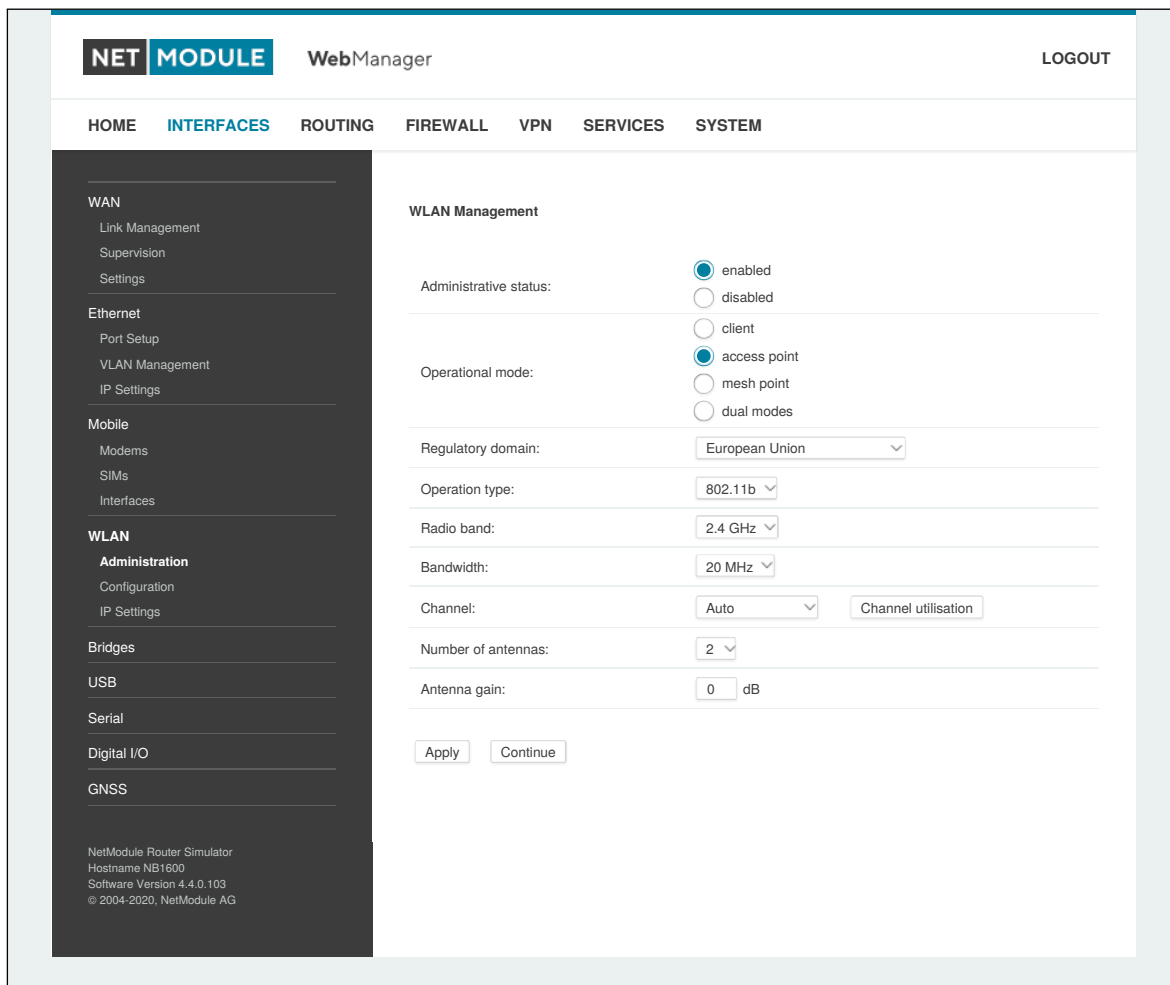 NET MODULE WebManager LOGOUT
HOME INTERFACES ROUTING FIREWALL VPN SERVICES SYSTEM
WAN
Link Management
Supervision
Settings
Ethernet
Port Setup
VLAN Management
IP Settings
Mobile
Modems
SIMs
Interfaces
WLAN
Administration
Configuration
IP Settings
Bridges
USB
Serial
Digital I/O
GNSS
NetModule Router Simulator
Hostname NB1600
Software Version 4.4.0.103
© 2004-2020, NetModule AG
WLAN Management
Administrative status:
enabled
disabled
Operational mode:
client
access point
mesh point
dual modes
Regulatory domain: European Union
Operation type: 802.11b
Radio band: 2.4 GHz
Bandwidth: 20 MHz
Channel: Auto Channel utilisation
Number of antennas: 2
Antenna gain: 0 dB
Apply Continue